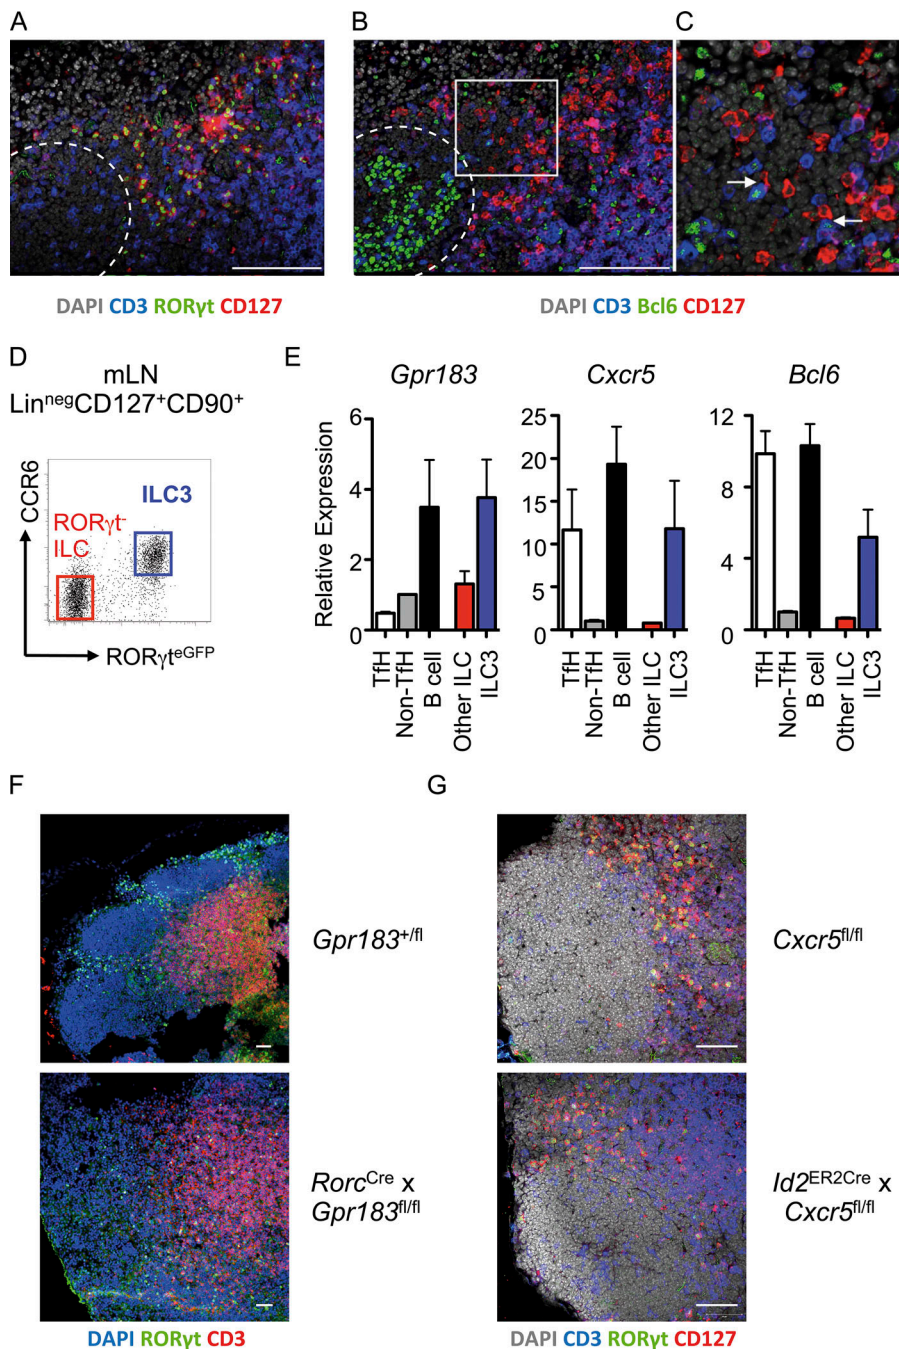 A
B
C
DAPI CD3 RORγt CD127
DAPI CD3 Bcl6 CD127
D
mLN
LinnegCD127+CD90+
CCR6
ILC3
RORγt-
ILC
RORγteGFP
E
Gpr183
Cxcr5
Bcl6
Relative Expression
6
4
2
0
25
20
15
10
5
0
12
9
6
3
0
TfH
Non-TfH
B cell
Other ILC
ILC3
TfH
Non-TfH
B cell
Other ILC
ILC3
TfH
Non-TfH
B cell
Other ILC
ILC3
F
G
Gpr183+/fl
Cxcr5fl/fl
RorcCre x
Gpr183fl/fl
Id2ER2Cre x
Cxcr5fl/fl
DAPI RORγt CD3
DAPI CD3 RORγt CD127